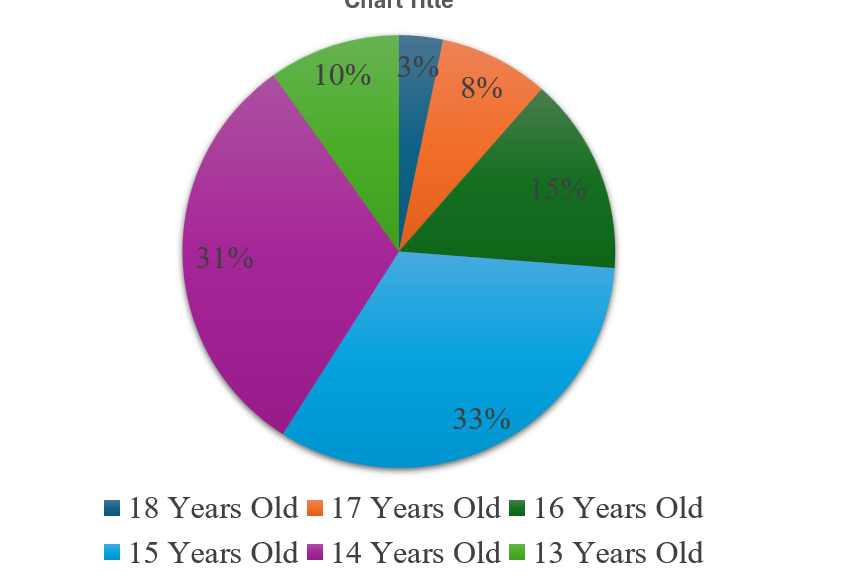 Chart Title
3%
8%
10%
15%
31%
33%
18 Years Old 17 Years Old 16 Years Old
15 Years Old 14 Years Old 13 Years Old